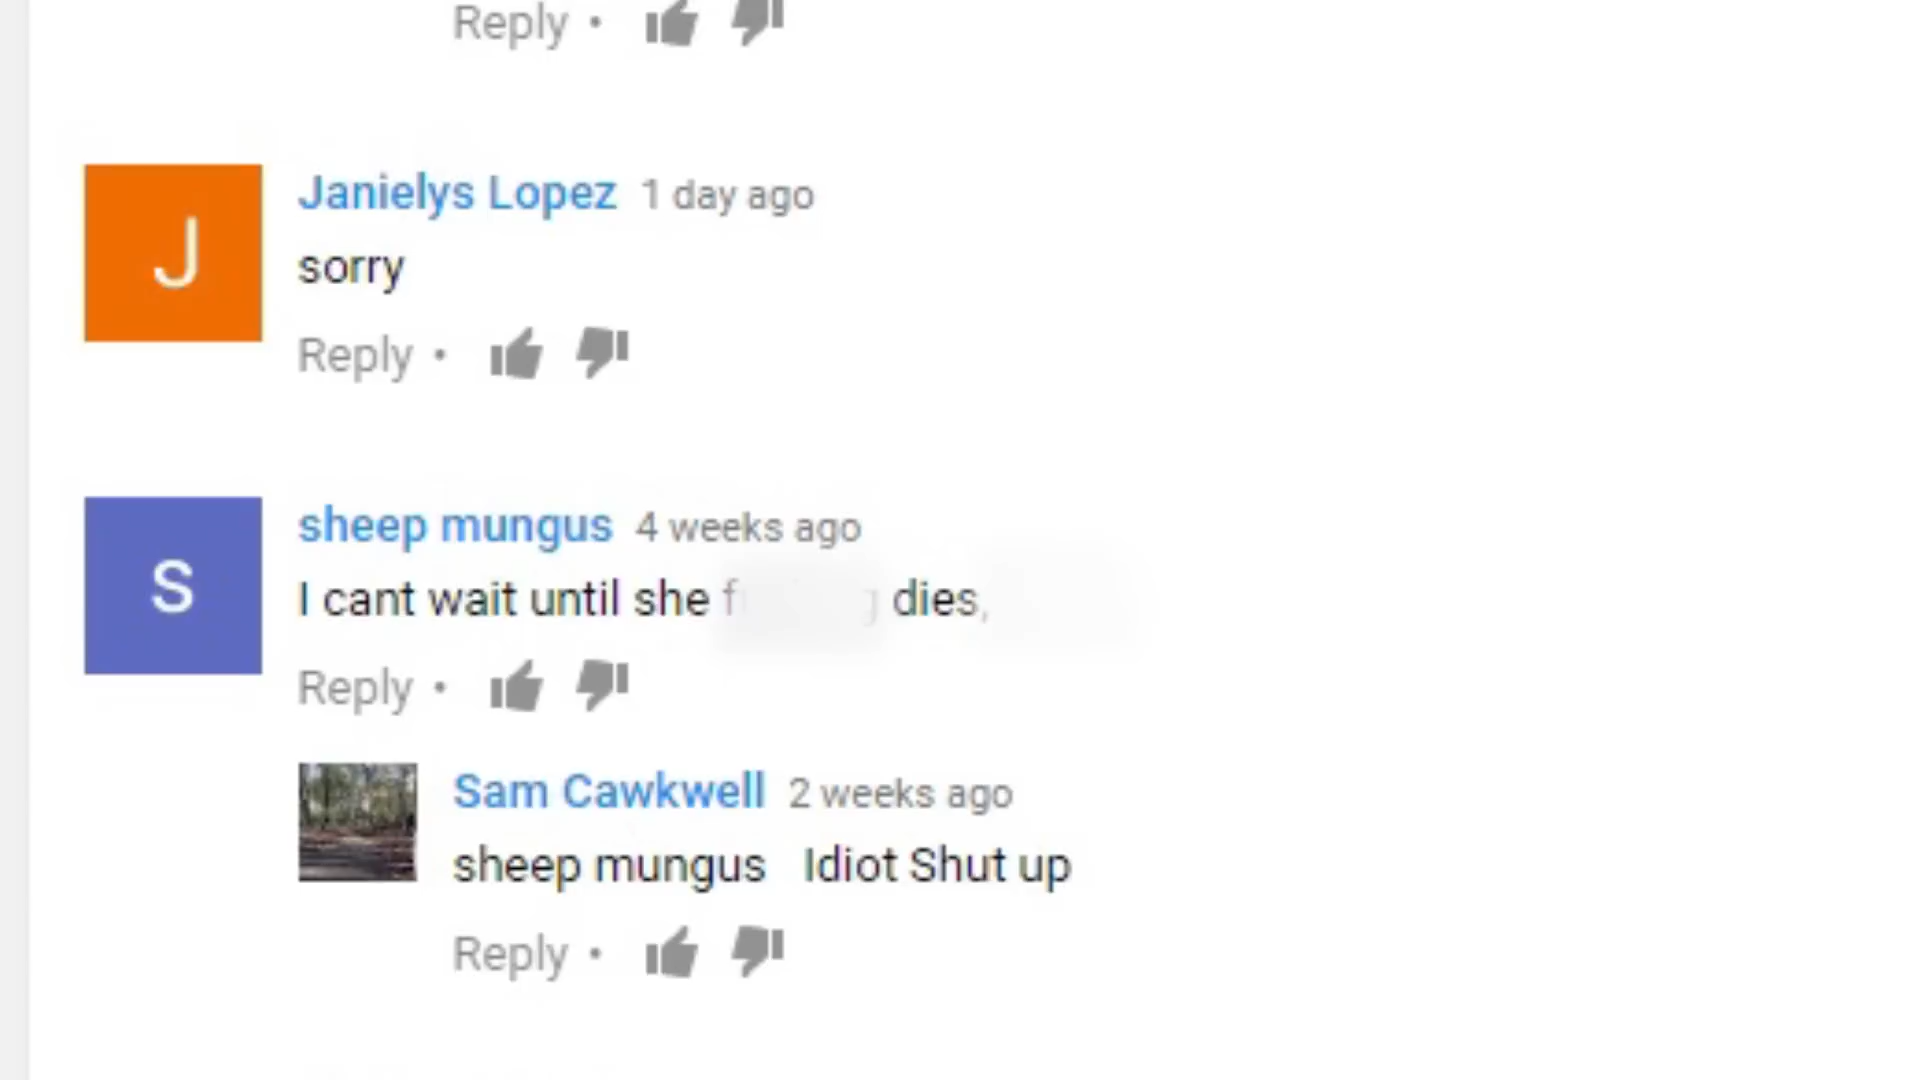 Reply •
J
Janielys Lopez 1 day ago
sorry
Reply •
S
sheep mungus 4 weeks ago
I cant wait until she dies,
Reply •
Sam Cawkwell 2 weeks ago
sheep mungus Idiot Shut up
Reply •